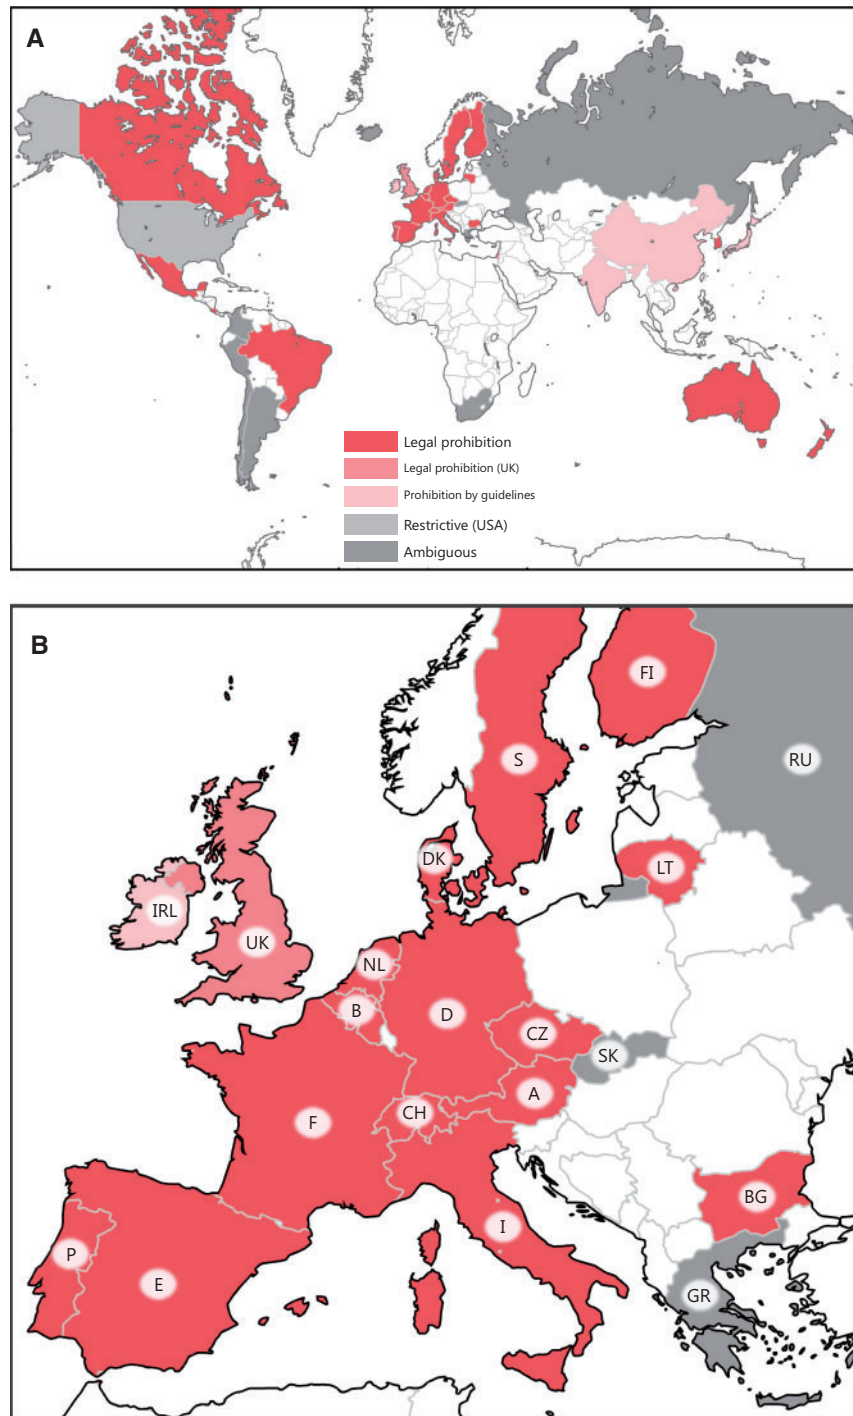 A
Legal prohibition
Legal prohibition (UK)
Prohibition by guidelines
Restrictive (USA)
Ambiguous
B
FI
S
RU
DK
LT
IRL
UK
NL
B
D
CZ
SK
A
CH
F
BG
I
P
E
GR